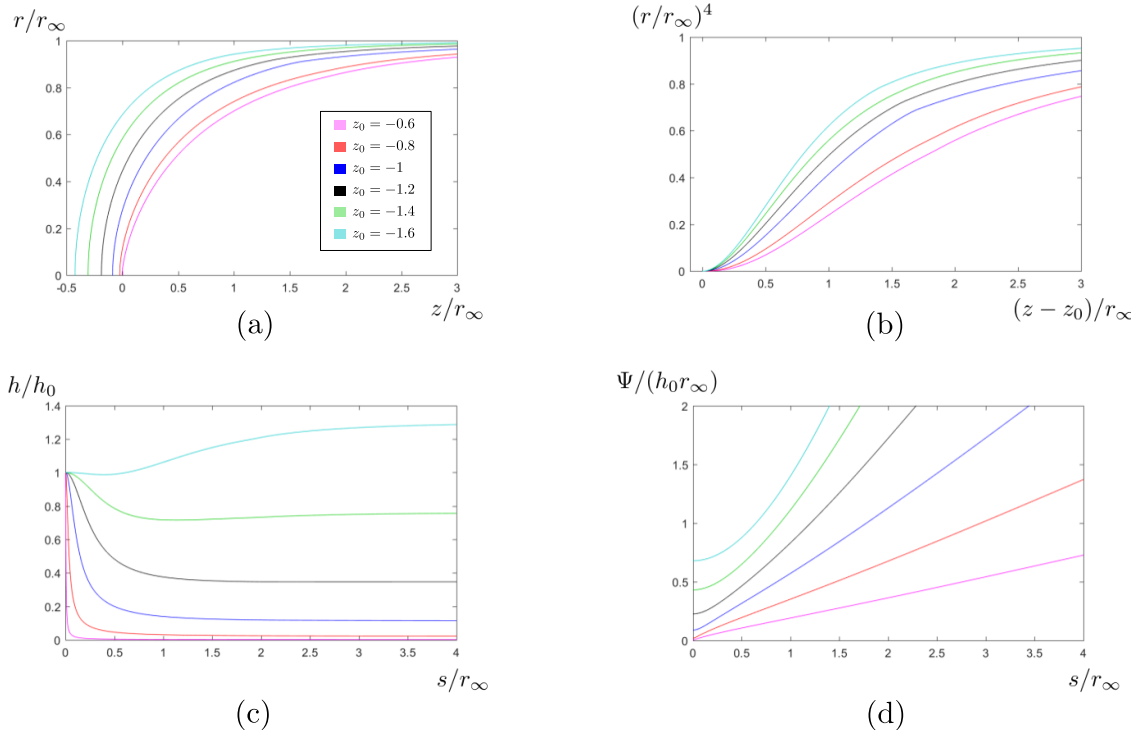 r/r∞
1
0.8
0.6
0.4
0.2
0
-0.5 0 0.5 1 1.5 2 2.5 3
z/r∞
z₀ = −0.6
z₀ = −0.8
z₀ = −1
z₀ = −1.2
z₀ = −1.4
z₀ = −1.6
(a)
(r/r∞)⁴
1
0.8
0.6
0.4
0.2
0
0 0.5 1 1.5 2 2.5 3
(z − z₀)/r∞
(b)
h/h₀
1.4
1.2
1
0.8
0.6
0.4
0.2
0
0 0.5 1 1.5 2 2.5 3 3.5 4
s/r∞
(c)
Ψ/(h₀r∞)
2
1.5
1
0.5
0
0 0.5 1 1.5 2 2.5 3 3.5 4
s/r∞
(d)